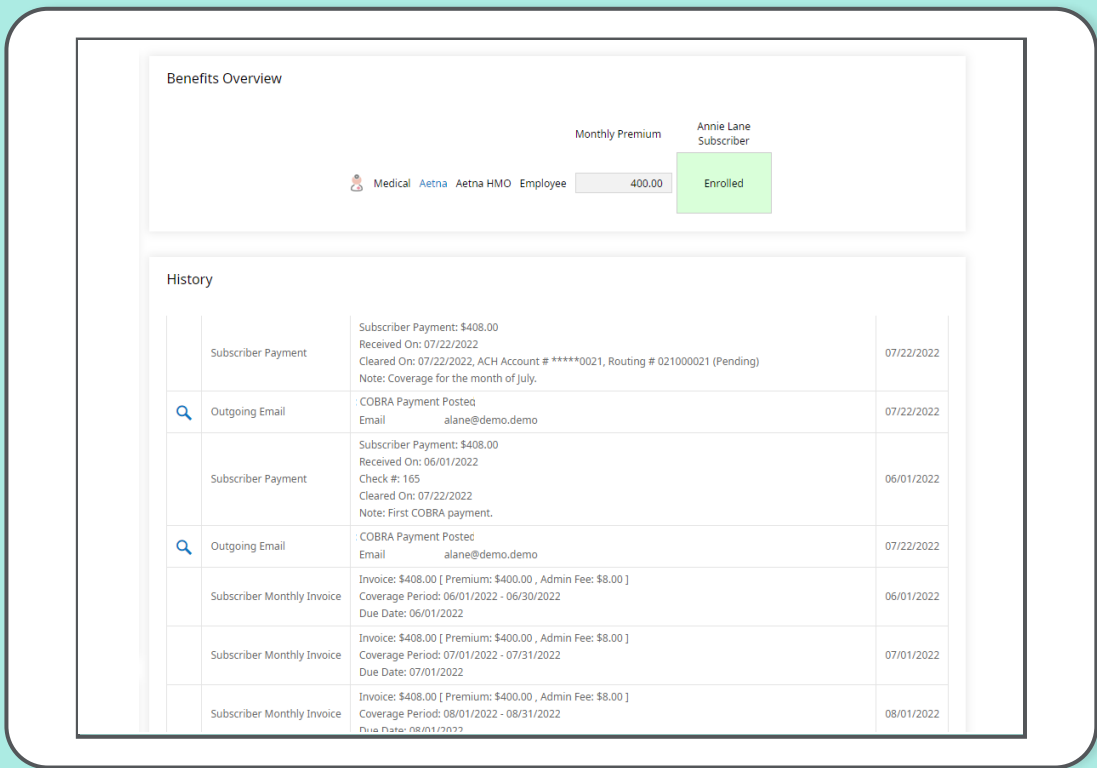 Benefits Overview
Monthly Premium
Annie Lane
Subscriber
Medical Aetna Aetna HMO Employee 400.00 Enrolled
History
Subscriber Payment
Subscriber Payment: $408.00
Received On: 07/22/2022
Cleared On: 07/22/2022, ACH Account # *****0021, Routing # 021000021 (Pending)
Note: Coverage for the month of July.
07/22/2022
Outgoing Email
COBRA Payment Posted
Email alane@demo.demo
07/22/2022
Subscriber Payment
Subscriber Payment: $408.00
Received On: 06/01/2022
Check #: 165
Cleared On: 07/22/2022
Note: First COBRA payment.
06/01/2022
Outgoing Email
COBRA Payment Posted
Email alane@demo.demo
07/22/2022
Subscriber Monthly Invoice
Invoice: $408.00 [ Premium: $400.00 , Admin Fee: $8.00 ]
Coverage Period: 06/01/2022 - 06/30/2022
Due Date: 06/01/2022
06/01/2022
Subscriber Monthly Invoice
Invoice: $408.00 [ Premium: $400.00 , Admin Fee: $8.00 ]
Coverage Period: 07/01/2022 - 07/31/2022
Due Date: 07/01/2022
07/01/2022
Subscriber Monthly Invoice
Invoice: $408.00 [ Premium: $400.00 , Admin Fee: $8.00 ]
Coverage Period: 08/01/2022 - 08/31/2022
Due Date: 08/01/2022
08/01/2022